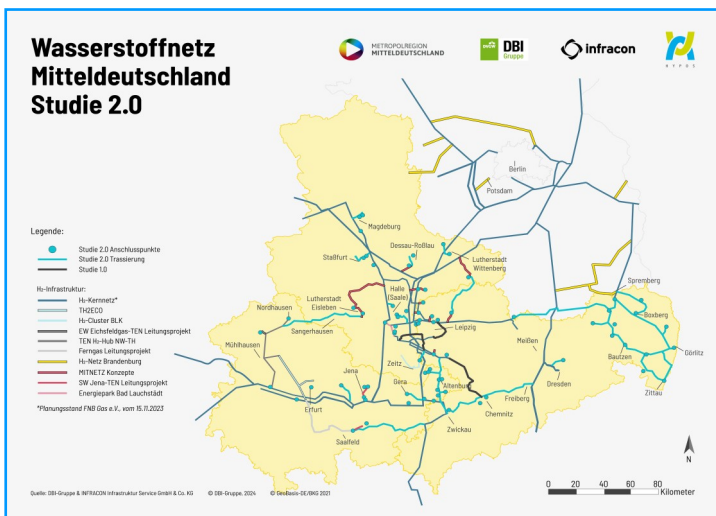 Wasserstoffnetz
Mitteldeutschland
Studie 2.0
METROPOLREGION
MITTELDEUTSCHLAND
DVGW
DBI
Gruppe
infracon
HYPOS
Legende:
Studie 2.0 Anschlusspunkte
Studie 2.0 Trassierung
Studie 1.0
H₂-Infrastruktur:
H₂-Kernnetz*
TH2ECO
H₂-Cluster BLK
EW Eichsfeldgas-TEN Leitungsprojekt
TEN H₂-Hub NW-TH
Ferngas Leitungsprojekt
H₂-Netz Brandenburg
MITNETZ Konzepte
SW Jena-TEN Leitungsprojekt
Energiepark Bad Lauchstädt
*Planungsstand FNB Gas e.V., vom 15.11.2023
Berlin
Potsdam
Magdeburg
Dessau-Roßlau
Staßfurt
Lutherstadt
Wittenberg
Spremberg
Halle
(Saale)
Lutherstadt
Eisleben
Nordhausen
Boxberg
Sangerhausen
Leipzig
Mühlhausen
Meißen
Görlitz
Bautzen
Zeitz
Jena
Gera
Altenburg
Dresden
Zittau
Freiberg
Erfurt
Chemnitz
Zwickau
Saalfeld
N
0 20 40 60 80
Kilometer
Quelle: DBI-Gruppe & INFRACON Infrastruktur Service GmbH & Co. KG © DBI-Gruppe, 2024 © GeoBasis-DE/BKG 2021